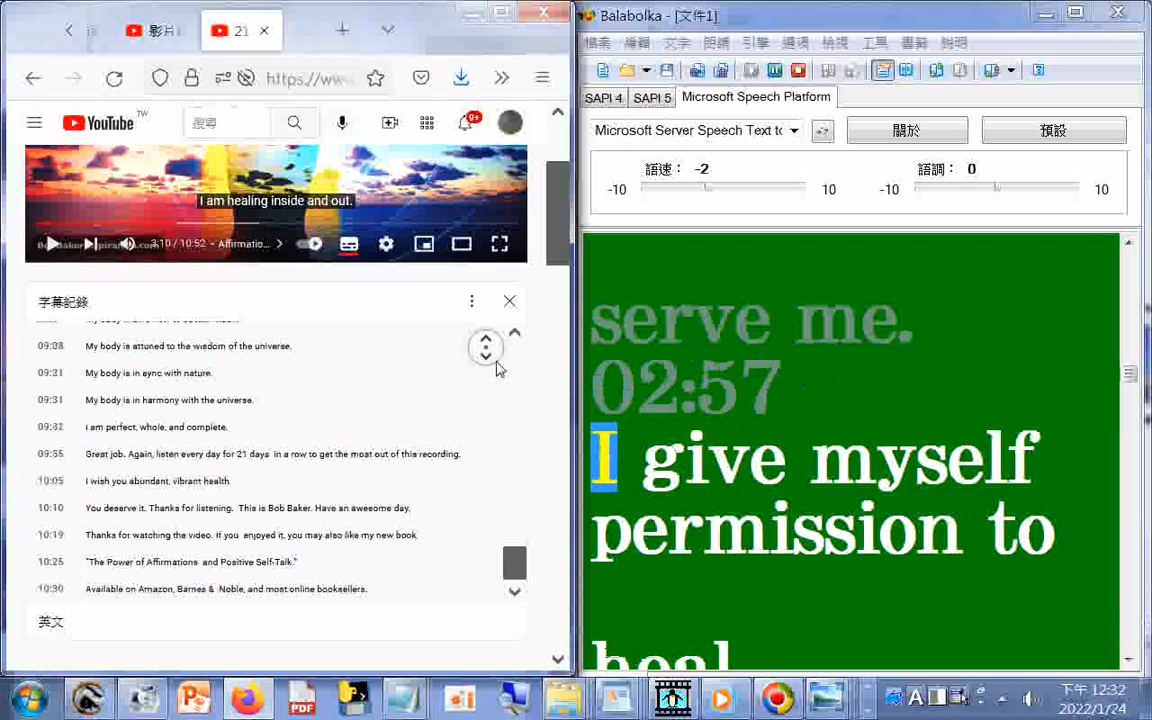 影片
21
https://www.
YouTube
TW
搜尋
9+
I am healing inside and out.
3:10 / 10:52 • Affirmatio...
字幕記錄
09:08 My body is attuned to the wisdom of the universe.
09:21 My body is in sync with nature.
09:31 My body is in harmony with the universe.
09:32 I am perfect, whole, and complete.
09:55 Great job. Again, listen every day for 21 days in a row to get the most out of this recording.
10:05 I wish you abundant, vibrant health.
10:10 You deserve it. Thanks for listening. This is Bob Baker. Have an awesome day.
10:19 Thanks for watching the video. If you enjoyed it, you may also like my new book,
10:25 "The Power of Affirmations and Positive Self-Talk."
10:30 Available on Amazon, Barnes & Noble, and most online booksellers.
英文
Balabolka - [文件1]
檔案 編輯 文字 朗讀 引擎 選項 檢視 工具 書籤 說明
SAPI 4 SAPI 5 Microsoft Speech Platform
Microsoft Server Speech Text to
關於
預設
語速： -2
語調： 0
-10 10 -10 10
serve me.
02:57
I give myself
permission to
heal
PDF
A
下午 12:32
2022/1/24